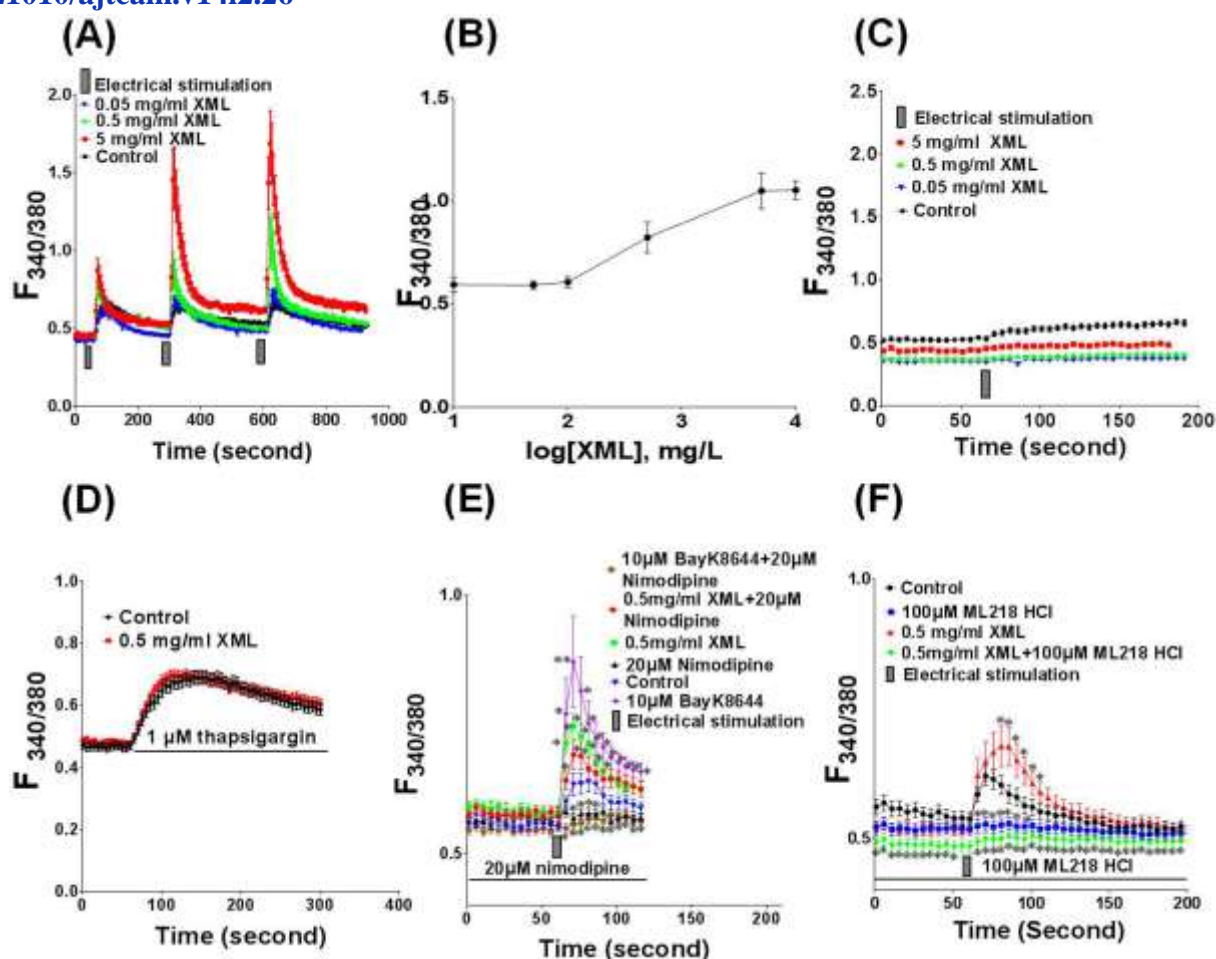 (A)
Electrical stimulation
0.05 mg/ml XML
0.5 mg/ml XML
5 mg/ml XML
Control
F340/380
2.0
1.5
1.0
0.5
0.0
0 200 400 600 800 1000
Time (second)
(B)
F340/380
1.5
1.0
0.5
0.0
1 2 3 4
log[XML], mg/L
(C)
Electrical stimulation
5 mg/ml XML
0.5 mg/ml XML
0.05 mg/ml XML
Control
F340/380
2.5
2.0
1.5
1.0
0.5
0.0
0 50 100 150 200
Time (second)
(D)
Control
0.5 mg/ml XML
1 µM thapsigargin
F340/380
1.0
0.8
0.6
0.4
0.2
0.0
0 100 200 300 400
Time (second)
(E)
10µM BayK8644+20µM
Nimodipine
0.5mg/ml XML+20µM
Nimodipine
0.5mg/ml XML
20µM Nimodipine
Control
10µM BayK8644
Electrical stimulation
20µM nimodipine
F340/380
1.0
0.5
0 50 100 150 200
Time (second)
(F)
Control
100µM ML218 HCl
0.5 mg/ml XML
0.5mg/ml XML+100µM ML218 HCl
Electrical stimulation
100µM ML218 HCl
F340/380
1.0
0.5
0 50 100 150 200
Time (Second)